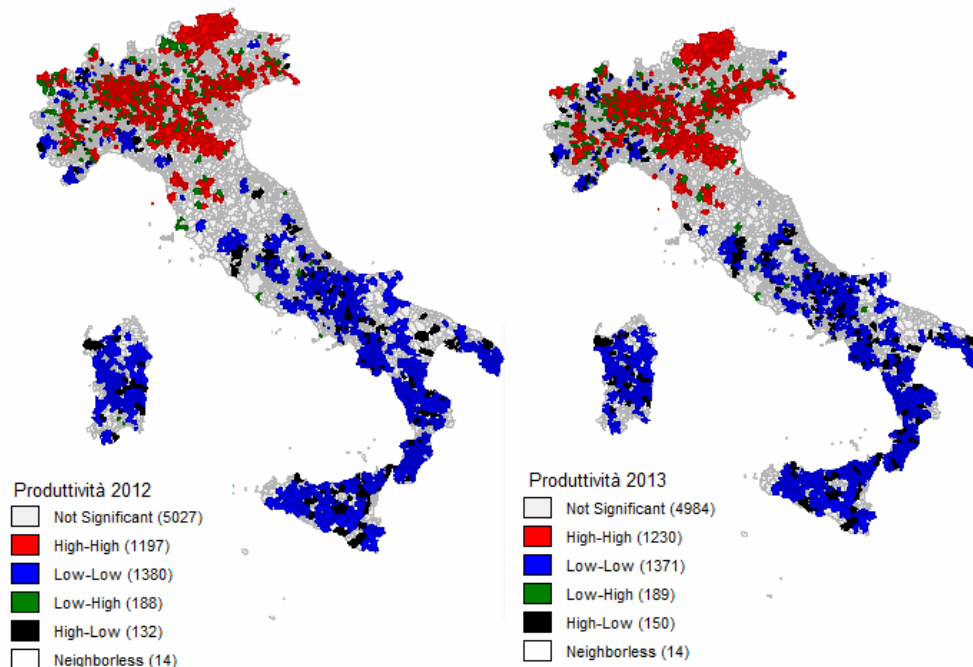 Produttività 2012
Not Significant (5027)
High-High (1197)
Low-Low (1380)
Low-High (188)
High-Low (132)
Neighborless (14)
Produttività 2013
Not Significant (4984)
High-High (1230)
Low-Low (1371)
Low-High (189)
High-Low (150)
Neighborless (14)